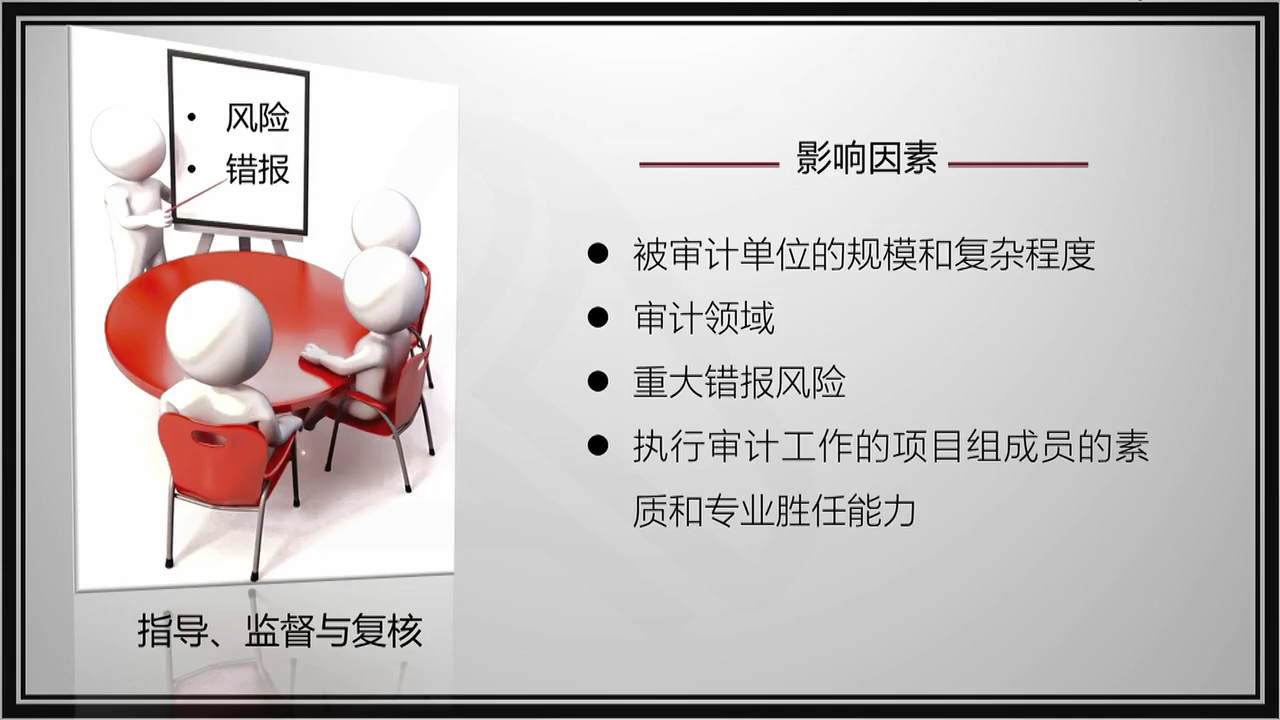 • 风险
• 错报
影响因素
● 被审计单位的规模和复杂程度
● 审计领域
● 重大错报风险
● 执行审计工作的项目组成员的素
质和专业胜任能力
指导、监督与复核